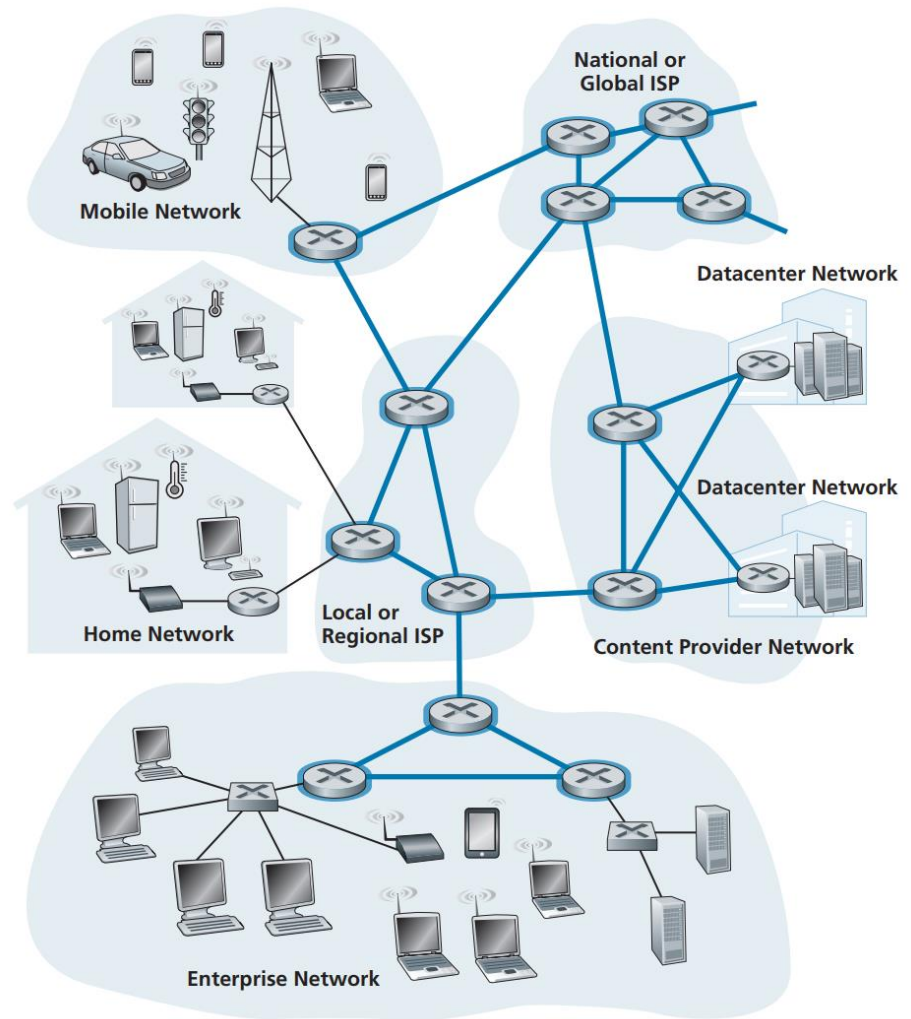 National or
Global ISP
Mobile Network
Datacenter Network
Datacenter Network
Local or
Regional ISP
Home Network
Content Provider Network
Enterprise Network